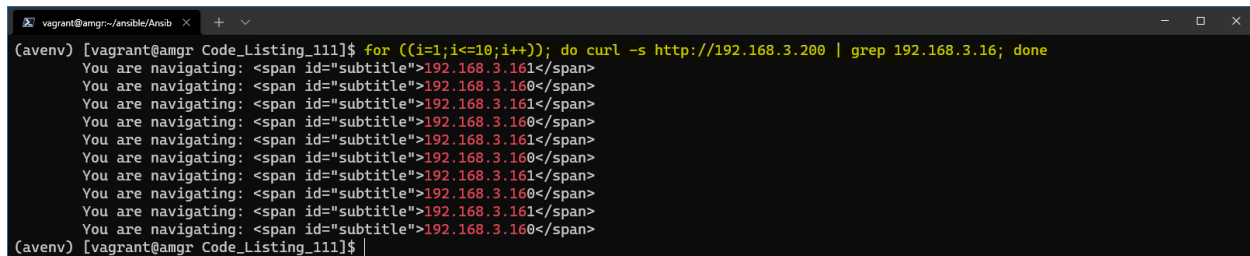 vagrant@amgr:~/ansible/Ansib
(avenv) [vagrant@amgr Code_Listing_111]$ for ((i=1;i<=10;i++)); do curl -s http://192.168.3.200 | grep 192.168.3.16; done
You are navigating: <span id="subtitle">192.168.3.161</span>
You are navigating: <span id="subtitle">192.168.3.160</span>
You are navigating: <span id="subtitle">192.168.3.161</span>
You are navigating: <span id="subtitle">192.168.3.160</span>
You are navigating: <span id="subtitle">192.168.3.161</span>
You are navigating: <span id="subtitle">192.168.3.160</span>
You are navigating: <span id="subtitle">192.168.3.161</span>
You are navigating: <span id="subtitle">192.168.3.160</span>
You are navigating: <span id="subtitle">192.168.3.161</span>
You are navigating: <span id="subtitle">192.168.3.160</span>
(avenv) [vagrant@amgr Code_Listing_111]$